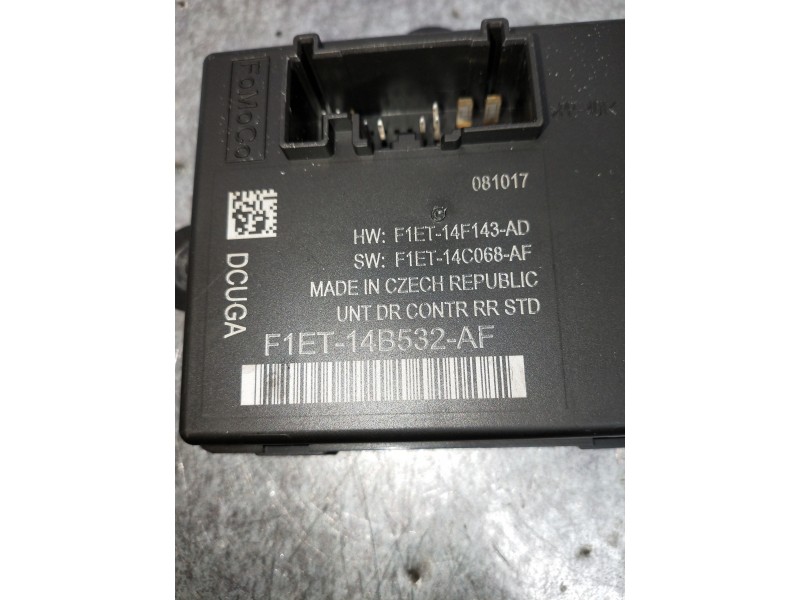 FoMoCo
081017
HW: F1ET-14F143-AD
SW: F1ET-14C068-AF
MADE IN CZECH REPUBLIC
UNT DR CONTR RR STD
DCUGA
F1ET-14B532-AF